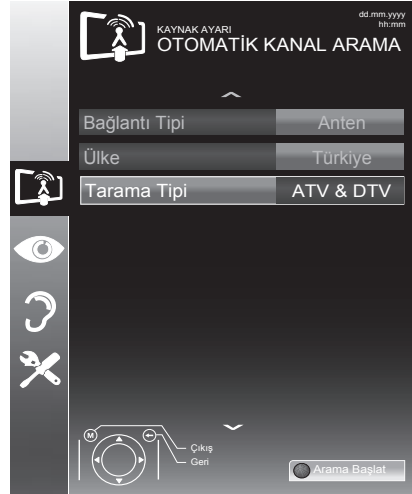 dd.mm.yyyy
hh:mm
KAYNAK AYARI
OTOMATİK KANAL ARAMA
Bağlantı Tipi Anten
Ülke Türkiye
Tarama Tipi ATV & DTV
M
Çıkış
Geri
Arama Başlat